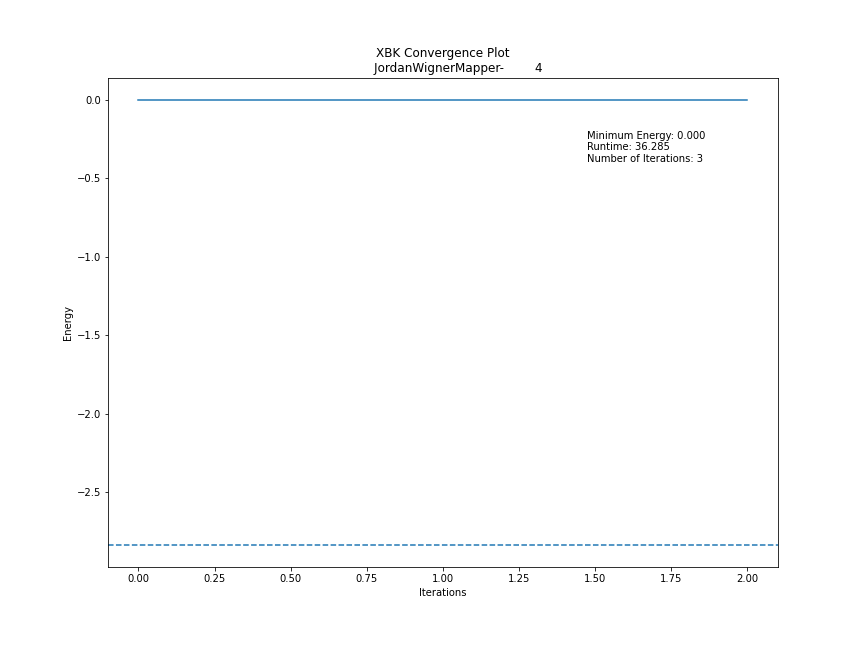 XBK Convergence Plot
JordanWignerMapper-        4
0.0
Minimum Energy: 0.000
Runtime: 36.285
Number of Iterations: 3
−0.5
−1.0
−1.5
−2.0
−2.5
Energy
0.00 0.25 0.50 0.75 1.00 1.25 1.50 1.75 2.00
Iterations